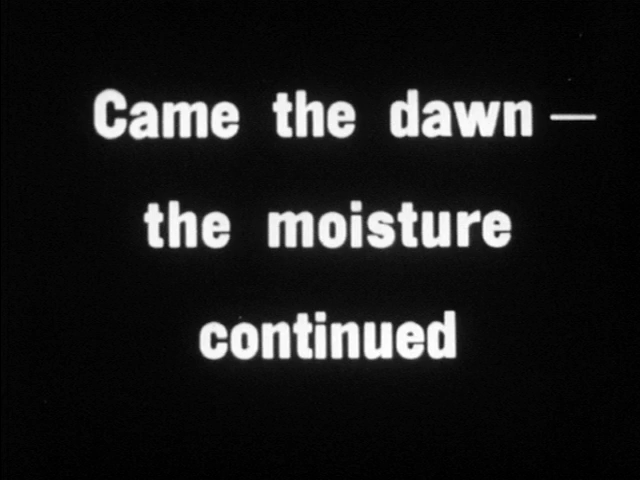 Came the dawn —
the moisture
continued